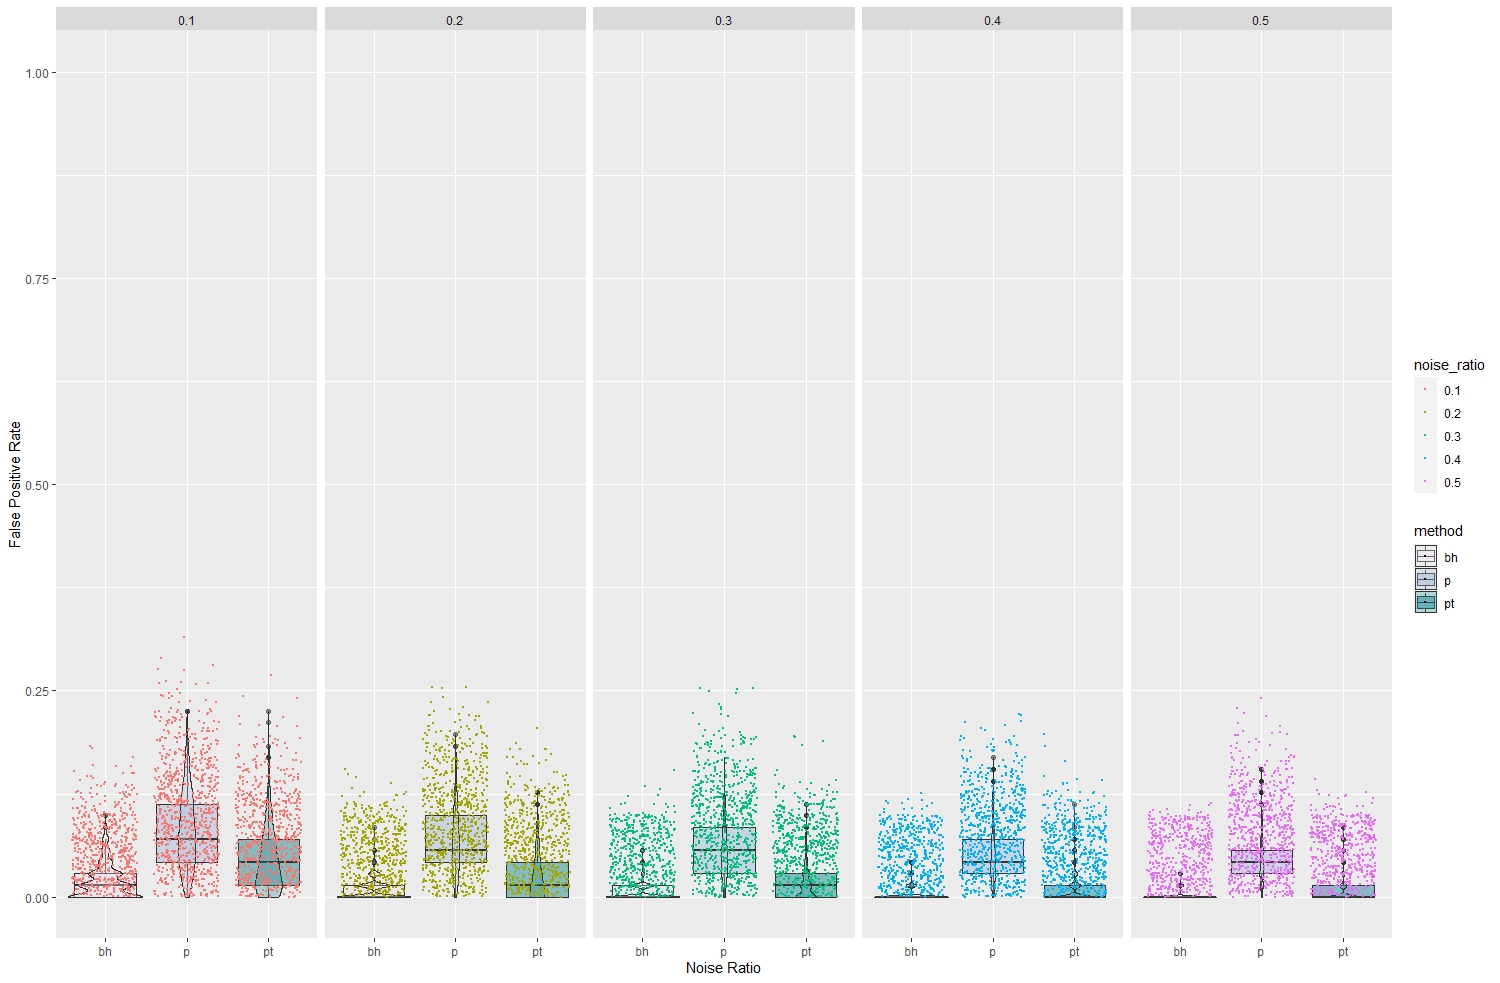 0.1 0.2 0.3 0.4 0.5
1.00
0.75
0.50
0.25
0.00
False Positive Rate
bh p pt bh p pt bh p pt bh p pt bh p pt
Noise Ratio
noise_ratio
0.1
0.2
0.3
0.4
0.5
method
bh
p
pt